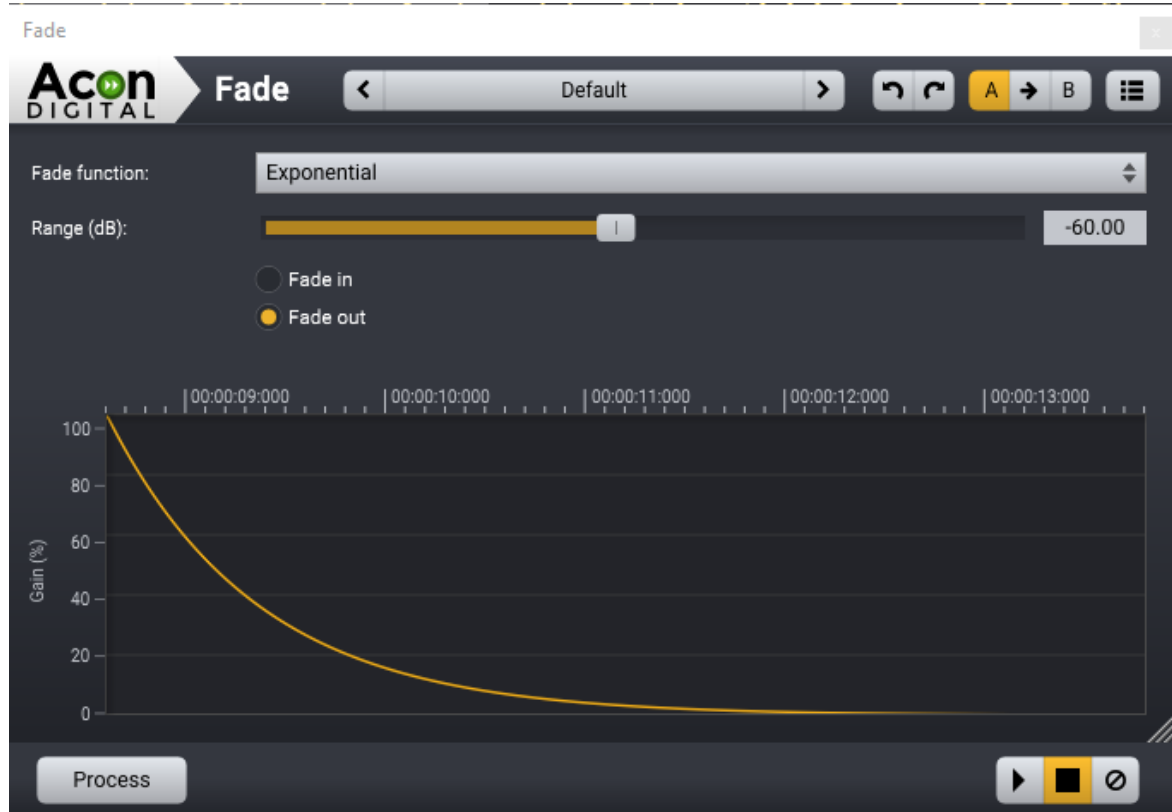 Fade
x
Acon
DIGITAL
Fade
Default
A
B
Fade function:
Exponential
Range (dB):
-60.00
Fade in
Fade out
00:00:09:000 00:00:10:000 00:00:11:000 00:00:12:000 00:00:13:000
100
80
60
40
20
0
Gain (%)
Process